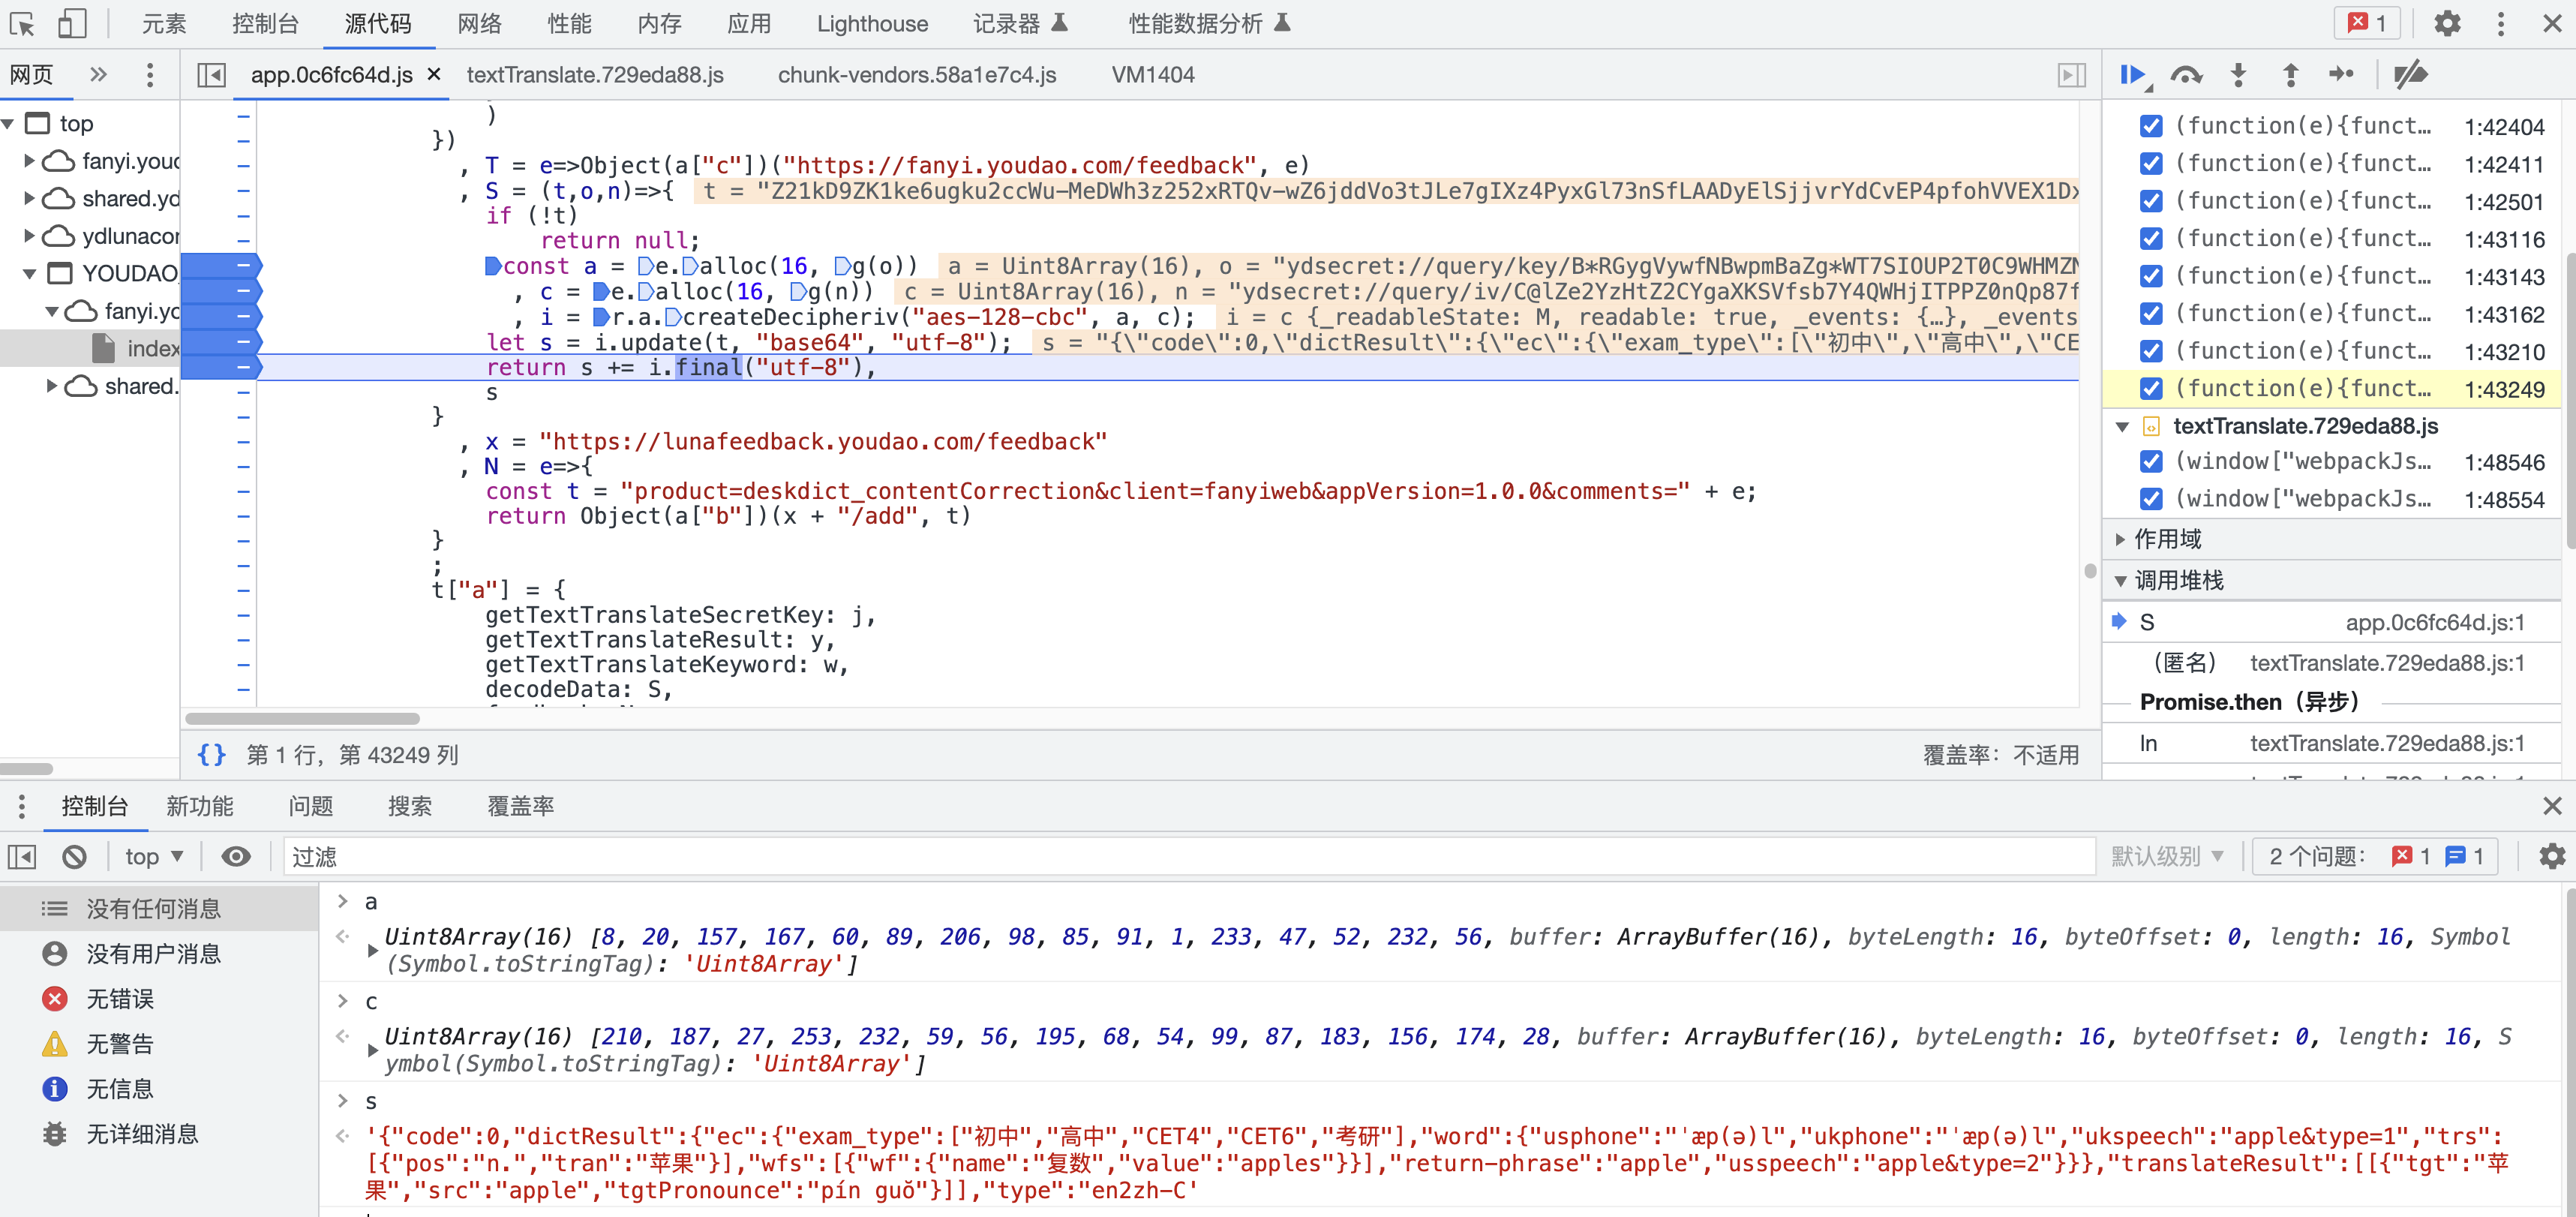 元素 控制台 源代码 网络 性能 内存 应用 Lighthouse 记录器 性能数据分析 1
网页 app.0c6fc64d.js textTranslate.729eda88.js chunk-vendors.58a1e7c4.js VM1404
top
fanyi.youd
shared.yd
ydlunacor
YOUDAO
fanyi.yo
index
shared.
)
})
, T = e=>Object(a["c"])("https://fanyi.youdao.com/feedback", e)
, S = (t,o,n)=>{ t = "Z21kD9ZK1ke6ugku2ccWu-MeDWh3z252xRTQv-wZ6jddVo3tJLe7gIXz4PyxGl73nSfLAADyElSjjvrYdCvEP4pfohVVEX1Dx
if (!t)
return null;
const a = e.alloc(16, g(o)) a = Uint8Array(16), o = "ydsecret://query/key/B*RGygVywfNBwpmBaZg*WT7SIOUP2T0C9WHMZN
, c = e.alloc(16, g(n)) c = Uint8Array(16), n = "ydsecret://query/iv/C@lZe2YzHtZ2CYgaXKSVfsb7Y4QWHjITPPZ0nQp87f
, i = r.a.createDecipheriv("aes-128-cbc", a, c); i = c {_readableState: M, readable: true, _events: {…}, _events
let s = i.update(t, "base64", "utf-8"); s = "{\"code\":0,\"dictResult\":{\"ec\":{\"exam_type\":[\"初中\",\"高中\",\"CE
return s += i.final("utf-8"),
s
}
, x = "https://lunafeedback.youdao.com/feedback"
, N = e=>{
const t = "product=deskdict_contentCorrection&client=fanyiweb&appVersion=1.0.0&comments=" + e;
return Object(a["b"])(x + "/add", t)
}
;
t["a"] = {
getTextTranslateSecretKey: j,
getTextTranslateResult: y,
getTextTranslateKeyword: w,
decodeData: S,
{} 第 1 行，第 43249 列 覆盖率：不适用
(function(e){funct… 1:42404
(function(e){funct… 1:42411
(function(e){funct… 1:42501
(function(e){funct… 1:43116
(function(e){funct… 1:43143
(function(e){funct… 1:43162
(function(e){funct… 1:43210
(function(e){funct… 1:43249
textTranslate.729eda88.js
(window["webpackJs… 1:48546
(window["webpackJs… 1:48554
作用域
调用堆栈
S app.0c6fc64d.js:1
（匿名） textTranslate.729eda88.js:1
Promise.then（异步）
In textTranslate.729eda88.js:1
控制台 新功能 问题 搜索 覆盖率
top 过滤 默认级别 2 个问题： 1 1
没有任何消息
没有用户消息
无错误
无警告
无信息
无详细消息
> a
Uint8Array(16) [8, 20, 157, 167, 60, 89, 206, 98, 85, 91, 1, 233, 47, 52, 232, 56, buffer: ArrayBuffer(16), byteLength: 16, byteOffset: 0, length: 16, Symbol
(Symbol.toStringTag): 'Uint8Array']
> c
Uint8Array(16) [210, 187, 27, 253, 232, 59, 56, 195, 68, 54, 99, 87, 183, 156, 174, 28, buffer: ArrayBuffer(16), byteLength: 16, byteOffset: 0, length: 16, S
ymbol(Symbol.toStringTag): 'Uint8Array']
> s
'{"code":0,"dictResult":{"ec":{"exam_type":["初中","高中","CET4","CET6","考研"],"word":{"usphone":"ˈæp(ə)l","ukphone":"ˈæp(ə)l","ukspeech":"apple&type=1","trs":
[{"pos":"n.","tran":"苹果"}],"wfs":[{"wf":{"name":"复数","value":"apples"}}],"return-phrase":"apple","usspeech":"apple&type=2"}}},"translateResult":[[{"tgt":"苹
果","src":"apple","tgtPronounce":"pín guǒ"}]],"type":"en2zh-C'